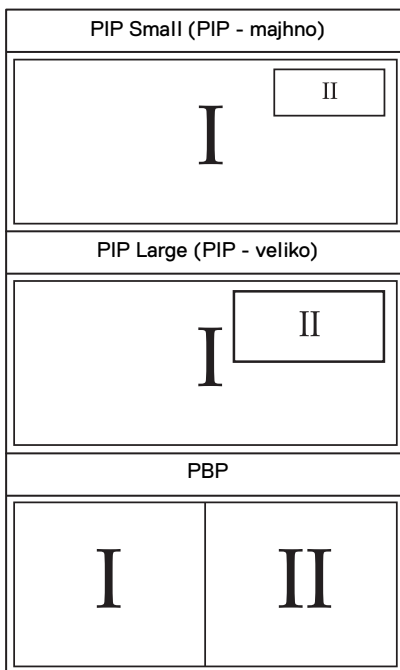 PIP Small (PIP - majhno)
II
I
PIP Large (PIP - veliko)
II
I
PBP
I II